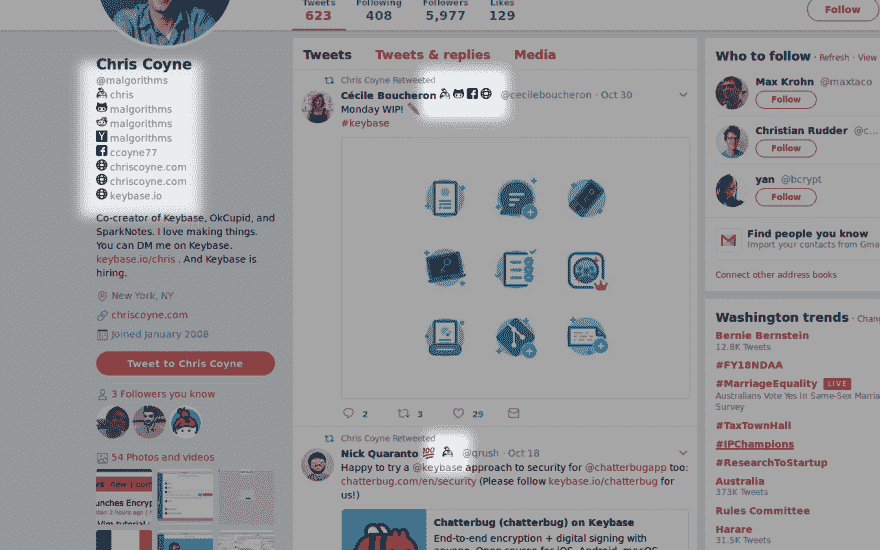 Tweets Following Followers Likes
623 408 5,977 129
Follow
Chris Coyne
@malgorithms
chris
malgorithms
malgorithms
malgorithms
ccoyne77
chriscoyne.com
chriscoyne.com
keybase.io
Co-creator of Keybase, OkCupid, and
SparkNotes. I love making things.
You can DM me on Keybase.
keybase.io/chris . And Keybase is
hiring.
New York, NY
chriscoyne.com
Joined January 2008
Tweet to Chris Coyne
3 Followers you know
54 Photos and videos
Tweets Tweets & replies Media
Chris Coyne Retweeted
Cécile Boucheron @cecileboucheron · Oct 30
Monday WIP!
#keybase
2 3 29
Chris Coyne Retweeted
Nick Quaranto 💯 @qrush · Oct 18
Happy to try a @keybase approach to security for @chatterbugapp too:
chatterbug.com/en/security (Please follow keybase.io/chatterbug for
us!)
Chatterbug (chatterbug) on Keybase
End-to-end encryption + digital signing with
Who to follow · Refresh · View
Max Krohn @maxtaco
Follow
Christian Rudder @c...
Follow
yan @bcrypt
Follow
Find people you know
Import your contacts from Gma
Connect other address books
Washington trends · Chang
Bernie Bernstein
12.8K Tweets
#FY18NDAA
#MarriageEquality LIVE
Australians Vote Yes In Same-Sex Marria
Survey
#TaxTownHall
#IPChampions
#ResearchToStartup
Australia
373K Tweets
Rules Committee
Harare
31.5K Tweets